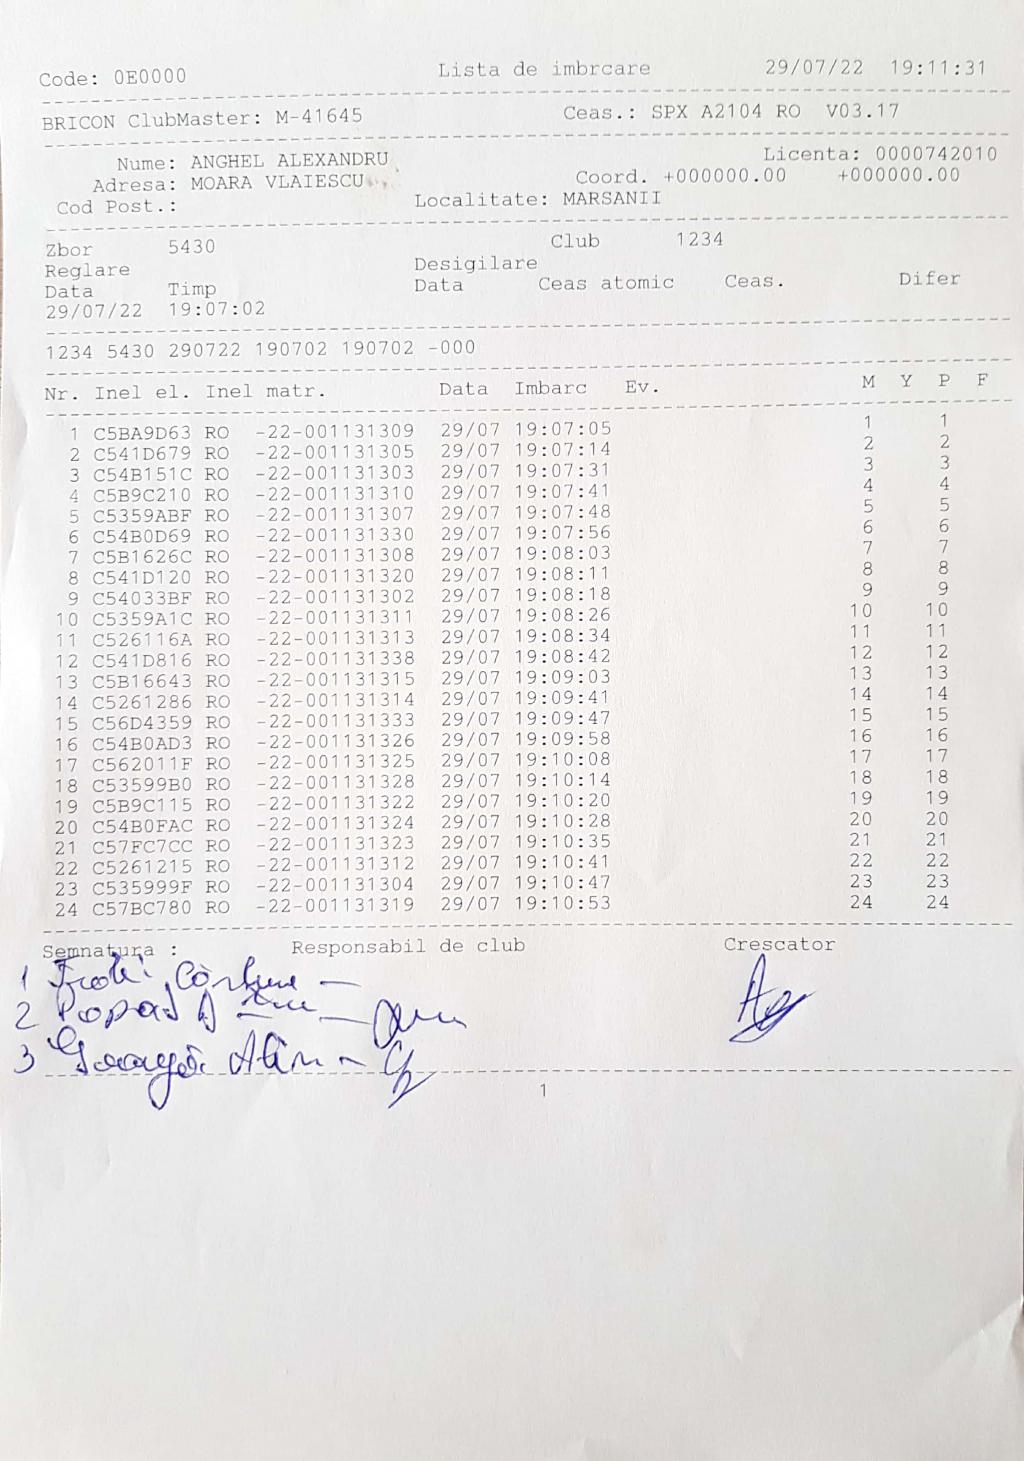 Code: 0E0000 Lista de imbrcare 29/07/22 19:11:31
BRICON ClubMaster: M-41645 Ceas.: SPX A2104 RO V03.17
Nume: ANGHEL ALEXANDRU Licenta: 0000742010
Adresa: MOARA VLAIESCU Coord. +000000.00 +000000.00
Cod Post.: Localitate: MARSANII
Zbor 5430 Club 1234
Reglare Desigilare
Data Timp Data Ceas atomic Ceas. Difer
29/07/22 19:07:02
1234 5430 290722 190702 190702 -000
Nr. Inel el. Inel matr. Data Imbarc Ev. M Y P F
1 C5BA9D63 RO -22-001131309 29/07 19:07:05 1 1
2 C541D679 RO -22-001131305 29/07 19:07:14 2 2
3 C54B151C RO -22-001131303 29/07 19:07:31 3 3
4 C5B9C210 RO -22-001131310 29/07 19:07:41 4 4
5 C5359ABF RO -22-001131307 29/07 19:07:48 5 5
6 C54B0D69 RO -22-001131330 29/07 19:07:56 6 6
7 C5B1626C RO -22-001131308 29/07 19:08:03 7 7
8 C541D120 RO -22-001131320 29/07 19:08:11 8 8
9 C54033BF RO -22-001131302 29/07 19:08:18 9 9
10 C5359A1C RO -22-001131311 29/07 19:08:26 10 10
11 C526116A RO -22-001131313 29/07 19:08:34 11 11
12 C541D816 RO -22-001131338 29/07 19:08:42 12 12
13 C5B16643 RO -22-001131315 29/07 19:09:03 13 13
14 C5261286 RO -22-001131314 29/07 19:09:41 14 14
15 C56D4359 RO -22-001131333 29/07 19:09:47 15 15
16 C54B0AD3 RO -22-001131326 29/07 19:09:58 16 16
17 C562011F RO -22-001131325 29/07 19:10:08 17 17
18 C53599B0 RO -22-001131328 29/07 19:10:14 18 18
19 C5B9C115 RO -22-001131322 29/07 19:10:20 19 19
20 C54B0FAC RO -22-001131324 29/07 19:10:28 20 20
21 C57FC7CC RO -22-001131323 29/07 19:10:35 21 21
22 C5261215 RO -22-001131312 29/07 19:10:41 22 22
23 C535999F RO -22-001131304 29/07 19:10:47 23 23
24 C57BC780 RO -22-001131319 29/07 19:10:53 24 24
Semnatura : Responsabil de club Crescator
1
2
3 Alin
1